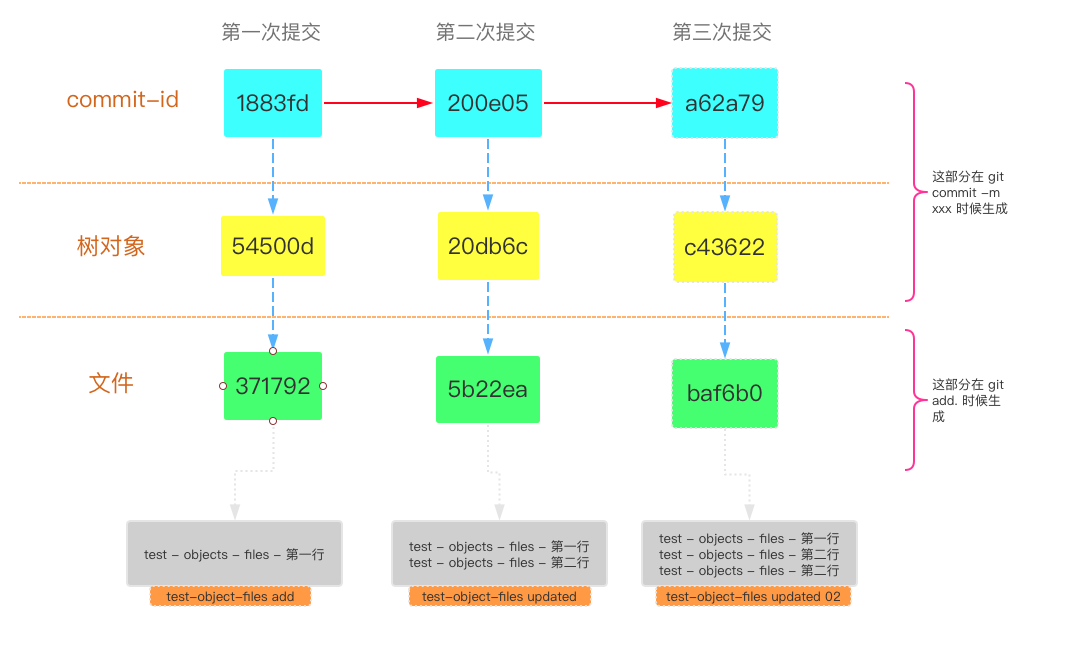 第一次提交
第二次提交
第三次提交
commit-id
1883fd
200e05
a62a79
这部分在 git
commit -m
xxx 时候生成
树对象
54500d
20db6c
c43622
文件
371792
5b22ea
baf6b0
这部分在 git
add. 时候生
成
test - objects - files - 第一行
test - objects - files - 第一行
test - objects - files - 第二行
test - objects - files - 第一行
test - objects - files - 第二行
test - objects - files - 第二行
test-object-files add
test-object-files updated
test-object-files updated 02